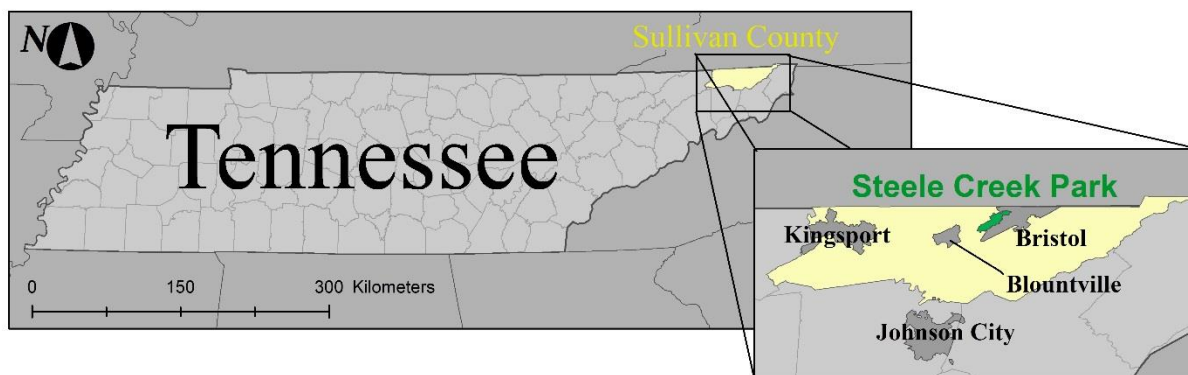 N
Sullivan County
Tennessee
0 150 300 Kilometers
Steele Creek Park
Kingsport
Bristol
Blountville
Johnson City